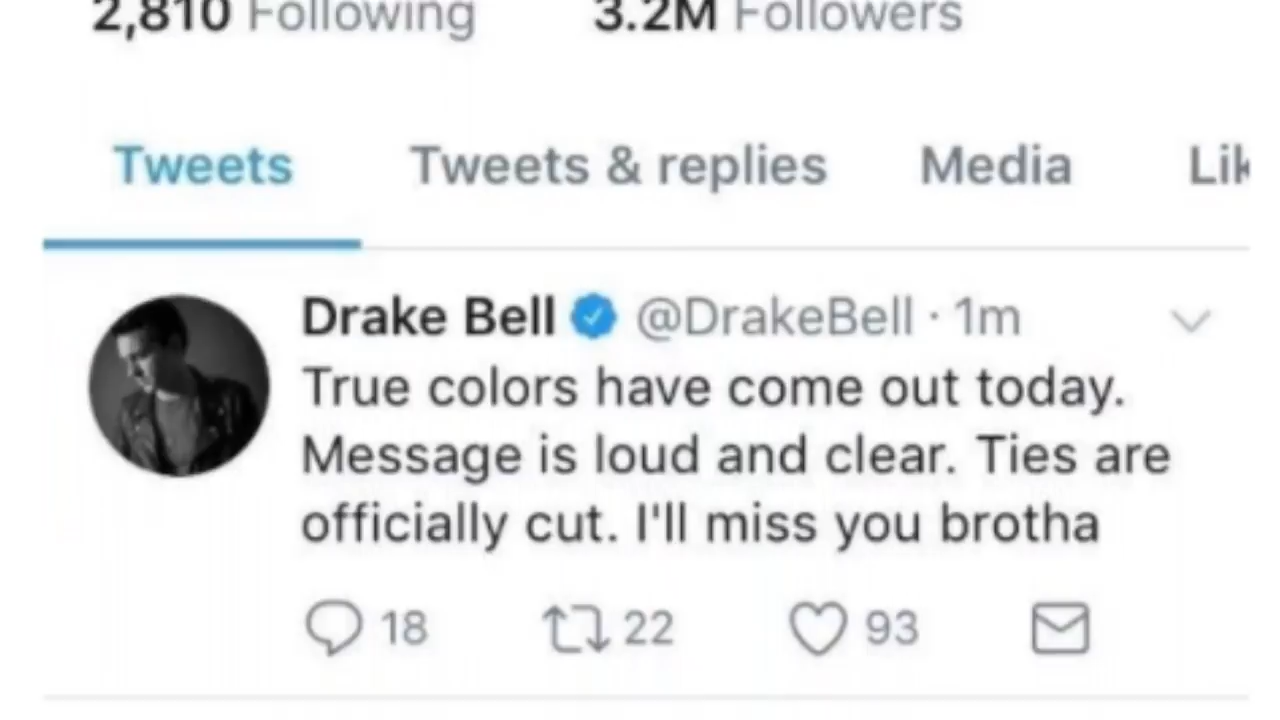 2,810 Following 3.2M Followers
Tweets Tweets & replies Media Lik
Drake Bell @DrakeBell · 1m
True colors have come out today.
Message is loud and clear. Ties are
officially cut. I'll miss you brotha
18 22 93